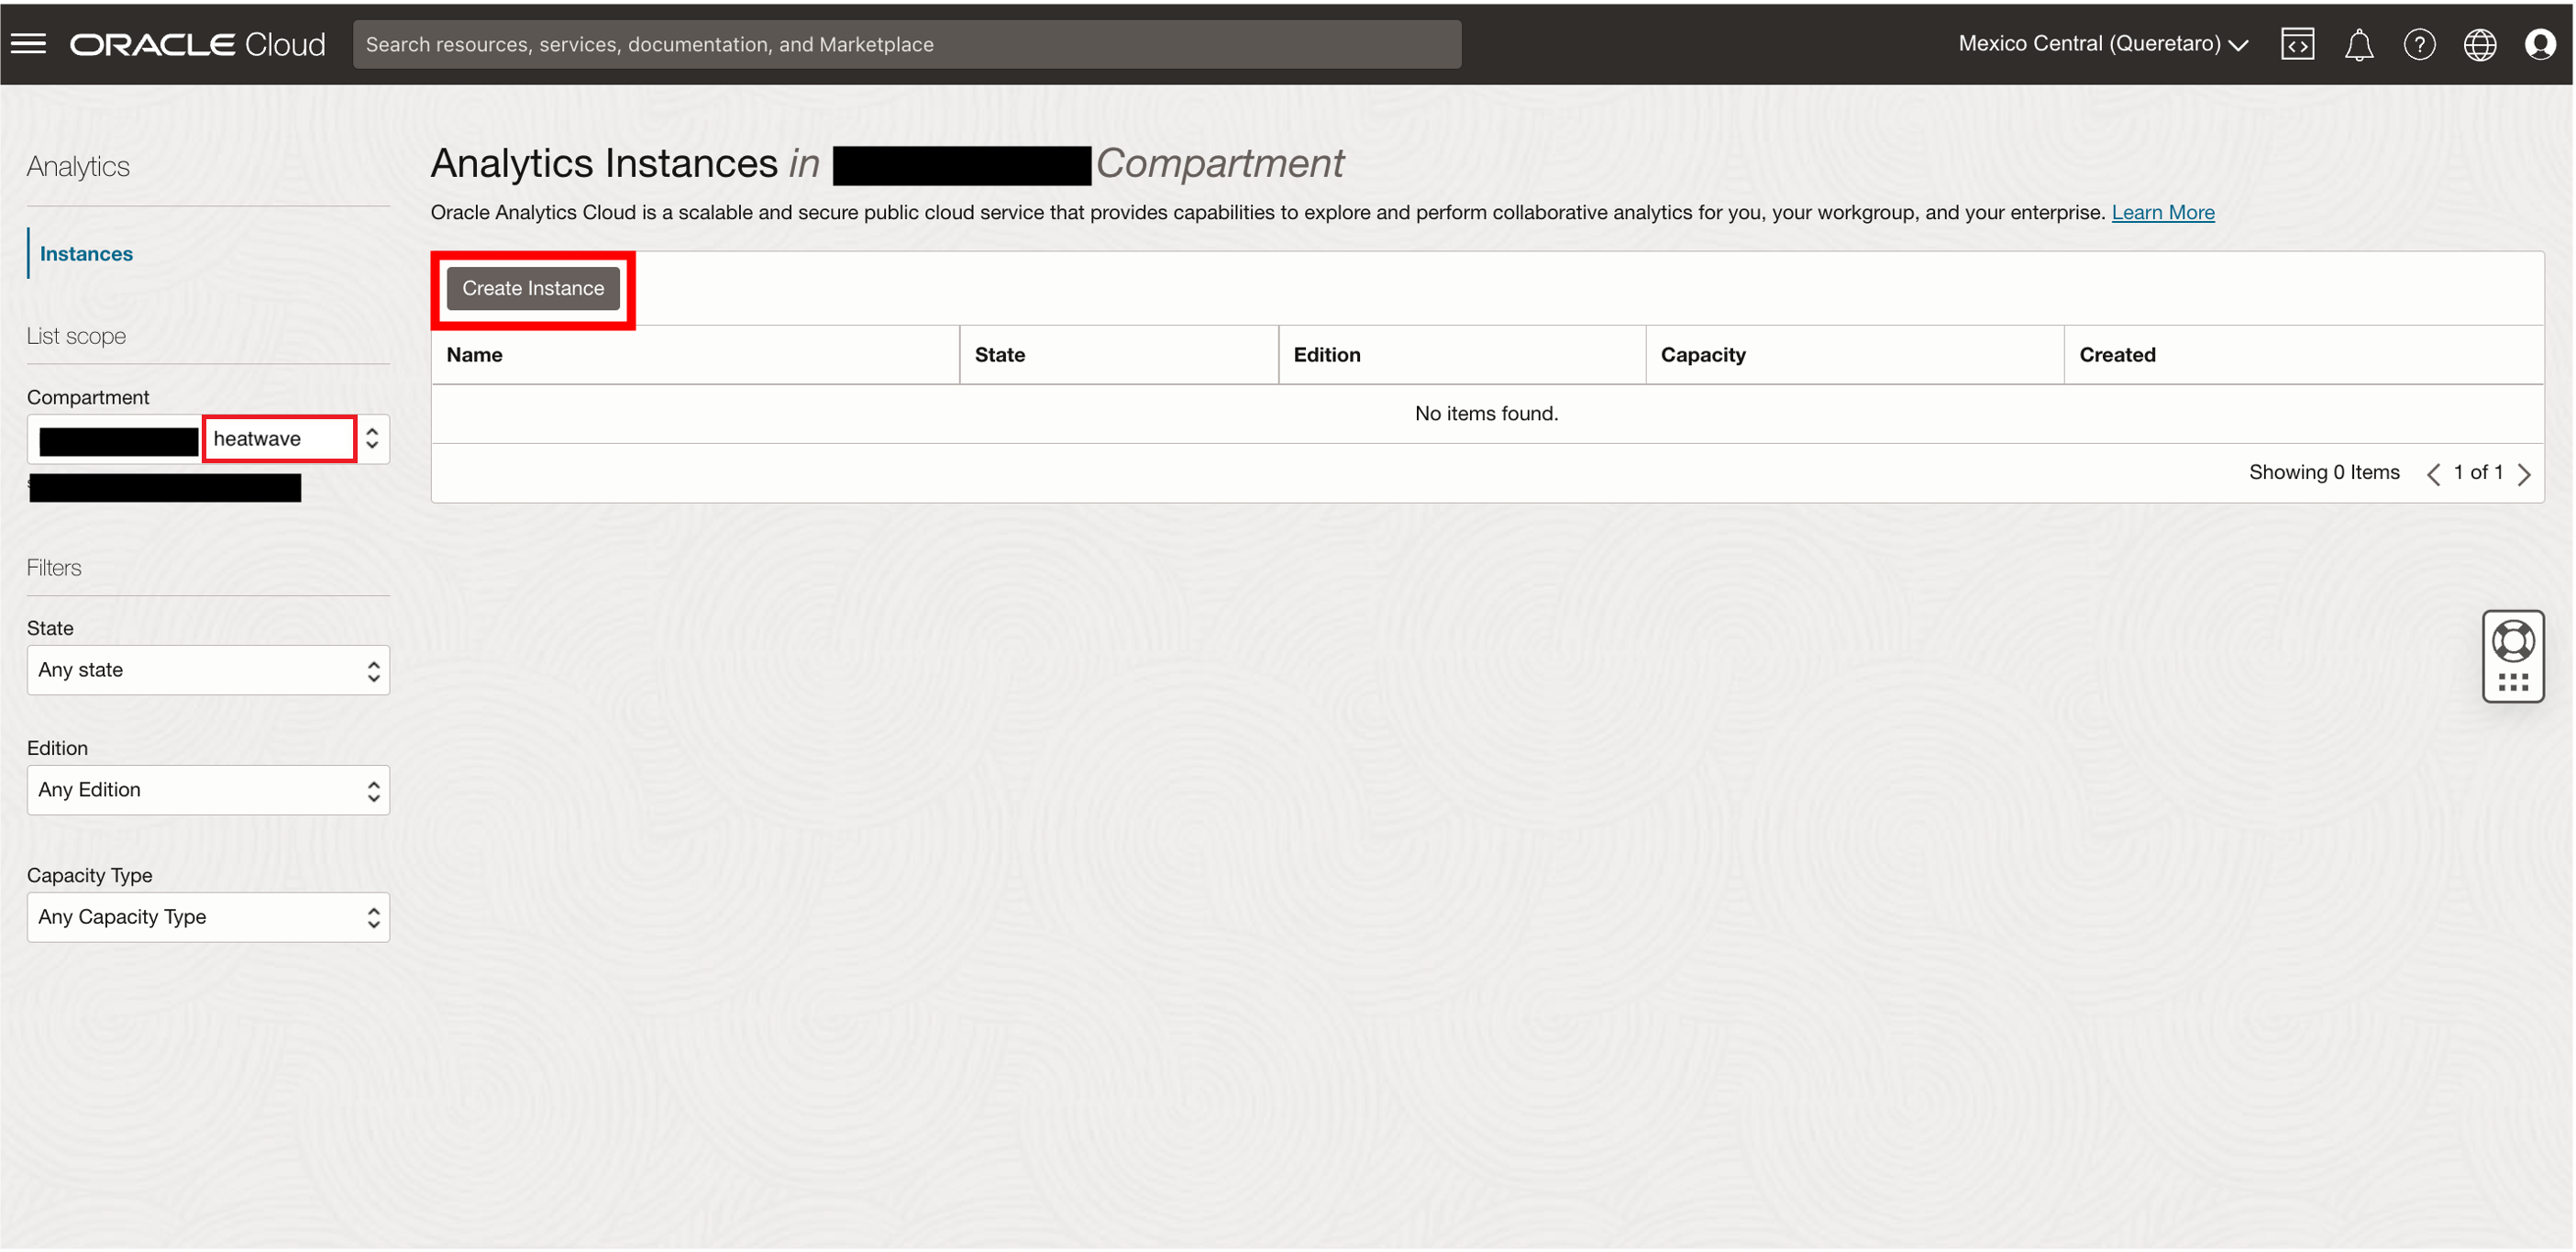 ORACLE Cloud
Search resources, services, documentation, and Marketplace
Mexico Central (Queretaro)
Analytics
Instances
List scope
Compartment
heatwave
Filters
State
Any state
Edition
Any Edition
Capacity Type
Any Capacity Type
Analytics Instances in Compartment
Oracle Analytics Cloud is a scalable and secure public cloud service that provides capabilities to explore and perform collaborative analytics for you, your workgroup, and your enterprise. Learn More
Create Instance
Name State Edition Capacity Created
No items found.
Showing 0 Items 1 of 1